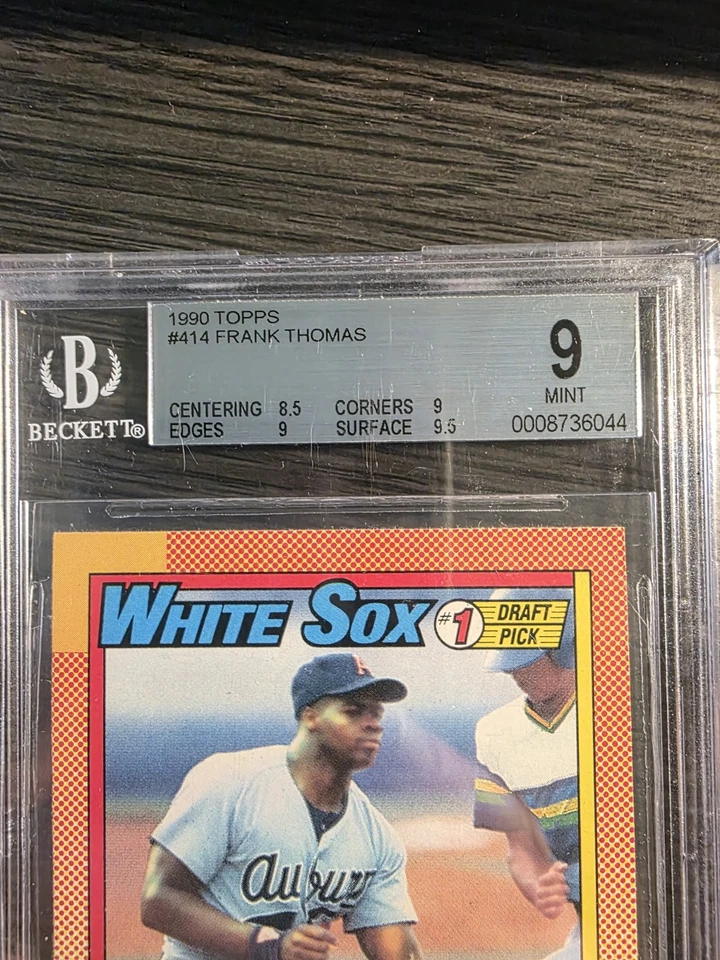 1990 TOPPS
#414 FRANK THOMAS
CENTERING 8.5 CORNERS 9
EDGES 9 SURFACE 9.5
9
MINT
0008736044
B
BECKETT®
WHITE SOX #1 DRAFT
PICK
A
Auburn